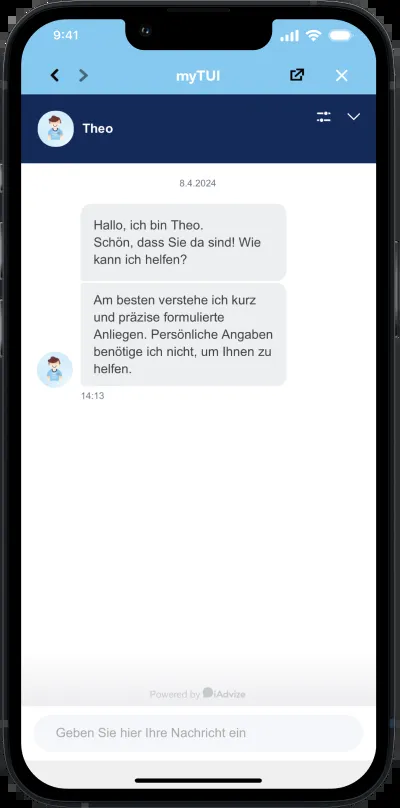 9:41
myTUI
Theo
8.4.2024
Hallo, ich bin Theo.
Schön, dass Sie da sind! Wie
kann ich helfen?
Am besten verstehe ich kurz
und präzise formulierte
Anliegen. Persönliche Angaben
benötige ich nicht, um Ihnen zu
helfen.
14:13
Powered by iAdvize
Geben Sie hier Ihre Nachricht ein